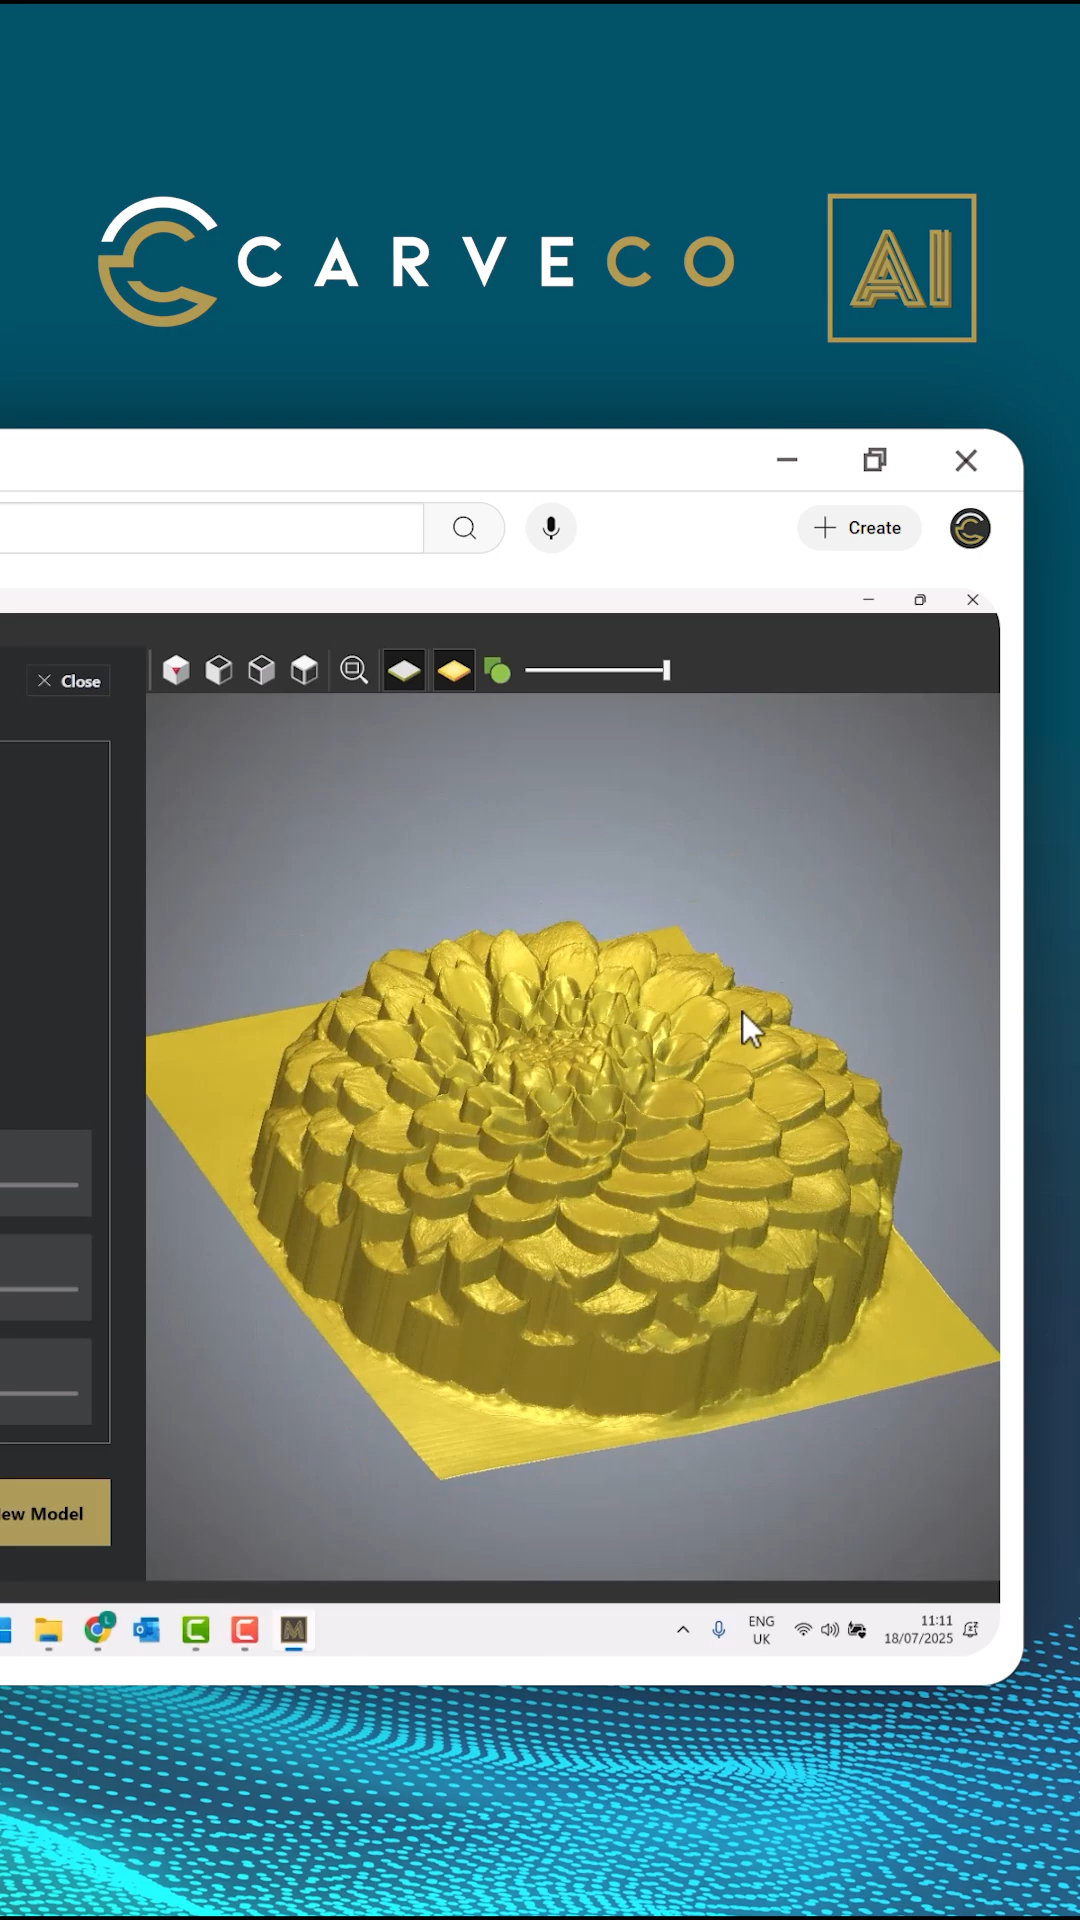 CARVECO
AI
Create
Close
ew Model
ENG
UK
11:11
18/07/2025